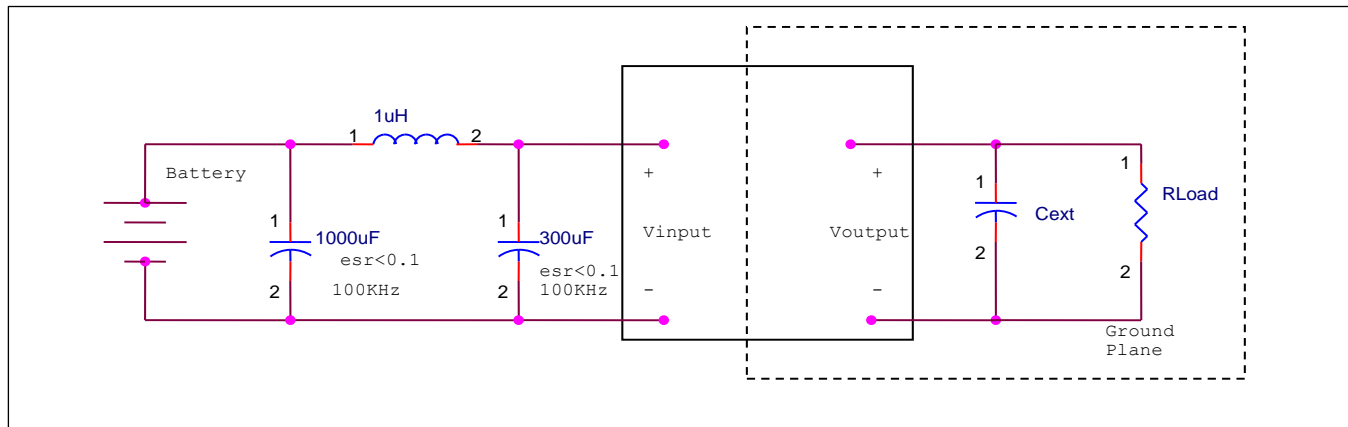 1uH
1
2
Battery
1
1000uF
esr<0.1
2
100KHz
1
300uF
esr<0.1
2
100KHz
+
Vinput
-
+
Voutput
-
1
Cext
2
1
RLoad
2
Ground
Plane